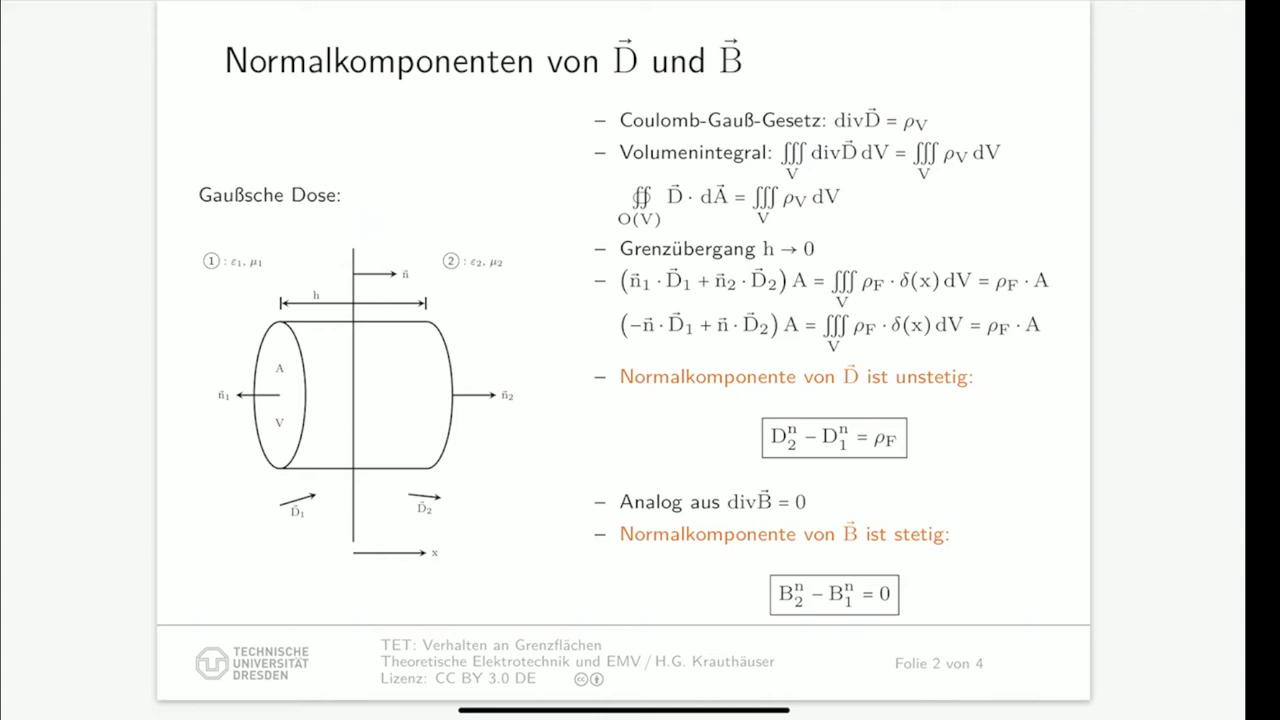 Normalkomponenten von D⃗ und B⃗
Gaußsche Dose:
① : ε₁, μ₁
② : ε₂, μ₂
n⃗
h
A
n⃗₁
n⃗₂
V
D⃗₁
D⃗₂
x
– Coulomb-Gauß-Gesetz: divD⃗ = ρ_V
– Volumenintegral: ∭_V divD⃗ dV = ∭_V ρ_V dV
∯_O(V) D⃗ · dA⃗ = ∭_V ρ_V dV
– Grenzübergang h → 0
– (n⃗₁ · D⃗₁ + n⃗₂ · D⃗₂) A = ∭_V ρ_F · δ(x) dV = ρ_F · A
(−n⃗ · D⃗₁ + n⃗ · D⃗₂) A = ∭_V ρ_F · δ(x) dV = ρ_F · A
– Normalkomponente von D⃗ ist unstetig:
D₂ⁿ − D₁ⁿ = ρ_F
– Analog aus divB⃗ = 0
– Normalkomponente von B⃗ ist stetig:
B₂ⁿ − B₁ⁿ = 0
TECHNISCHE
UNIVERSITÄT
DRESDEN
TET: Verhalten an Grenzflächen
Theoretische Elektrotechnik und EMV / H.G. Krauthäuser
Lizenz: CC BY 3.0 DE
Folie 2 von 4